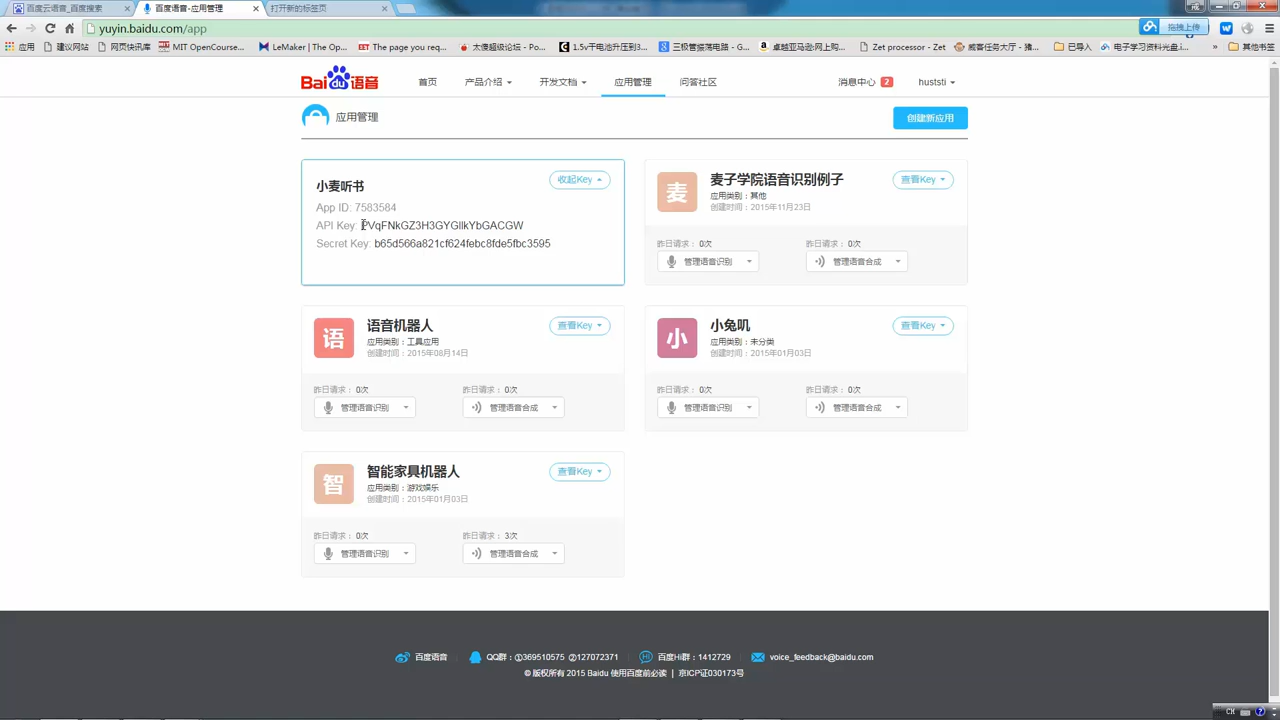 百度云语音_百度搜索
百度语音-应用管理
打开新的标签页
yuyin.baidu.com/app
拖拽上传
应用 建议网站 网页快讯库 MIT OpenCourse... LeMaker | The Op... The page you req... 太傻超级论坛 - Po... 1.5v干电池升压到3... 三极管振荡电路 - G... 卓越亚马逊:网上购... Zet processor - Zet 威客任务大厅 - 猪... 已导入 电子学习资料光盘.i... » 其他书签
Baidu语音 首页 产品介绍 开发文档 应用管理 问答社区 消息中心 2 huststi
应用管理 创建新应用
小麦听书 收起Key
App ID: 7583584
API Key: PVqFNkGZ3H3GYGIlkYbGACGW
Secret Key: b65d566a821cf624febc8fde5fbc3595
麦
麦子学院语音识别例子 查看Key
应用类别：其他
创建时间：2015年11月23日
昨日请求： 0次 昨日请求： 0次
管理语音识别 管理语音合成
语
语音机器人 查看Key
应用类别：工具应用
创建时间：2015年08月14日
昨日请求： 0次 昨日请求： 0次
管理语音识别 管理语音合成
小
小兔叽 查看Key
应用类别：未分类
创建时间：2015年01月03日
昨日请求： 0次 昨日请求： 0次
管理语音识别 管理语音合成
智
智能家具机器人 查看Key
应用类别：游戏娱乐
创建时间：2015年01月03日
昨日请求： 0次 昨日请求： 3次
管理语音识别 管理语音合成
百度语音 QQ群：①369510575 ②127072371 百度Hi群：1412729 voice_feedback@baidu.com
© 版权所有 2015 Baidu 使用百度前必读 | 京ICP证030173号
CH